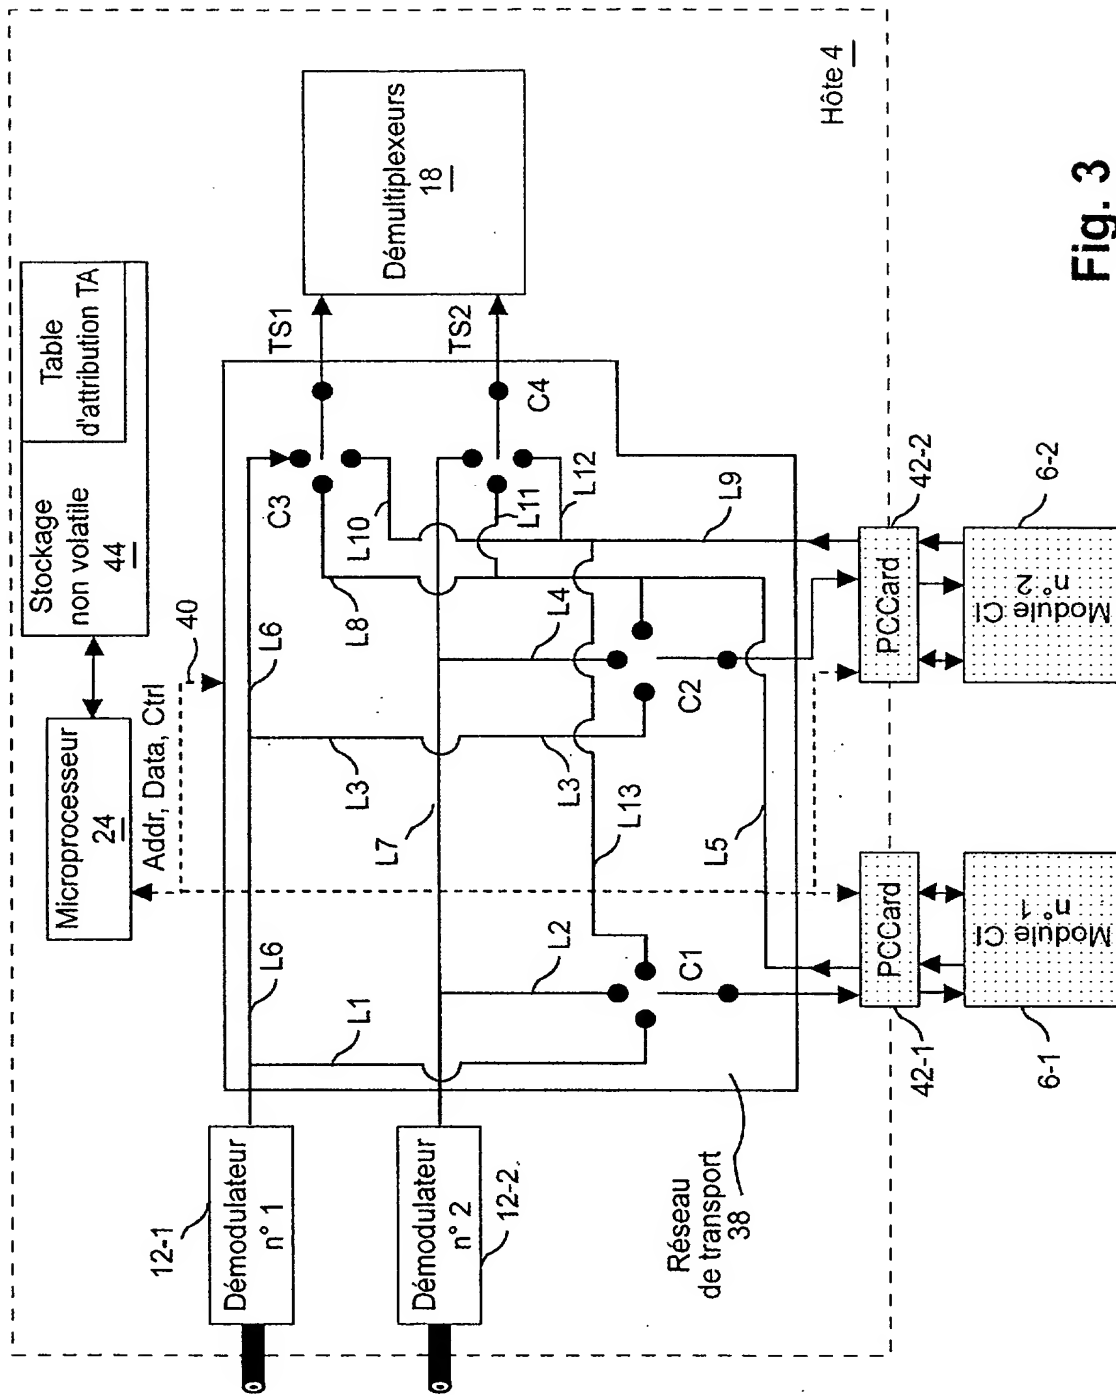 12-1
Démodulateur
n° 1
Démodulateur
n° 2
12-2
Microprocesseur
24
Stockage
non volatile
44
Table
d'attribution TA
Addr, Data, Ctrl
40
L6
L6
L1
L3
L7
L2
L3
L4
L8
L10
L11
L12
L9
L13
L5
C1
C2
C3
C4
TS1
TS2
Démultiplexeurs
18
Hôte 4
Réseau
de transport
38
PCCard
42-1
Module CI
n°1
6-1
PCCard
42-2
Module CI
n°2
6-2
Fig. 3